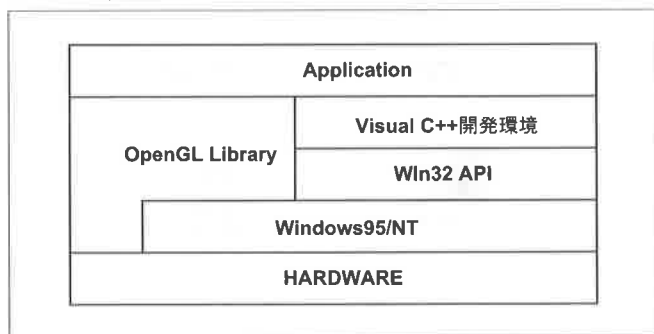 Application
Visual C++開発環境
OpenGL Library
WIn32 API
Windows95/NT
HARDWARE